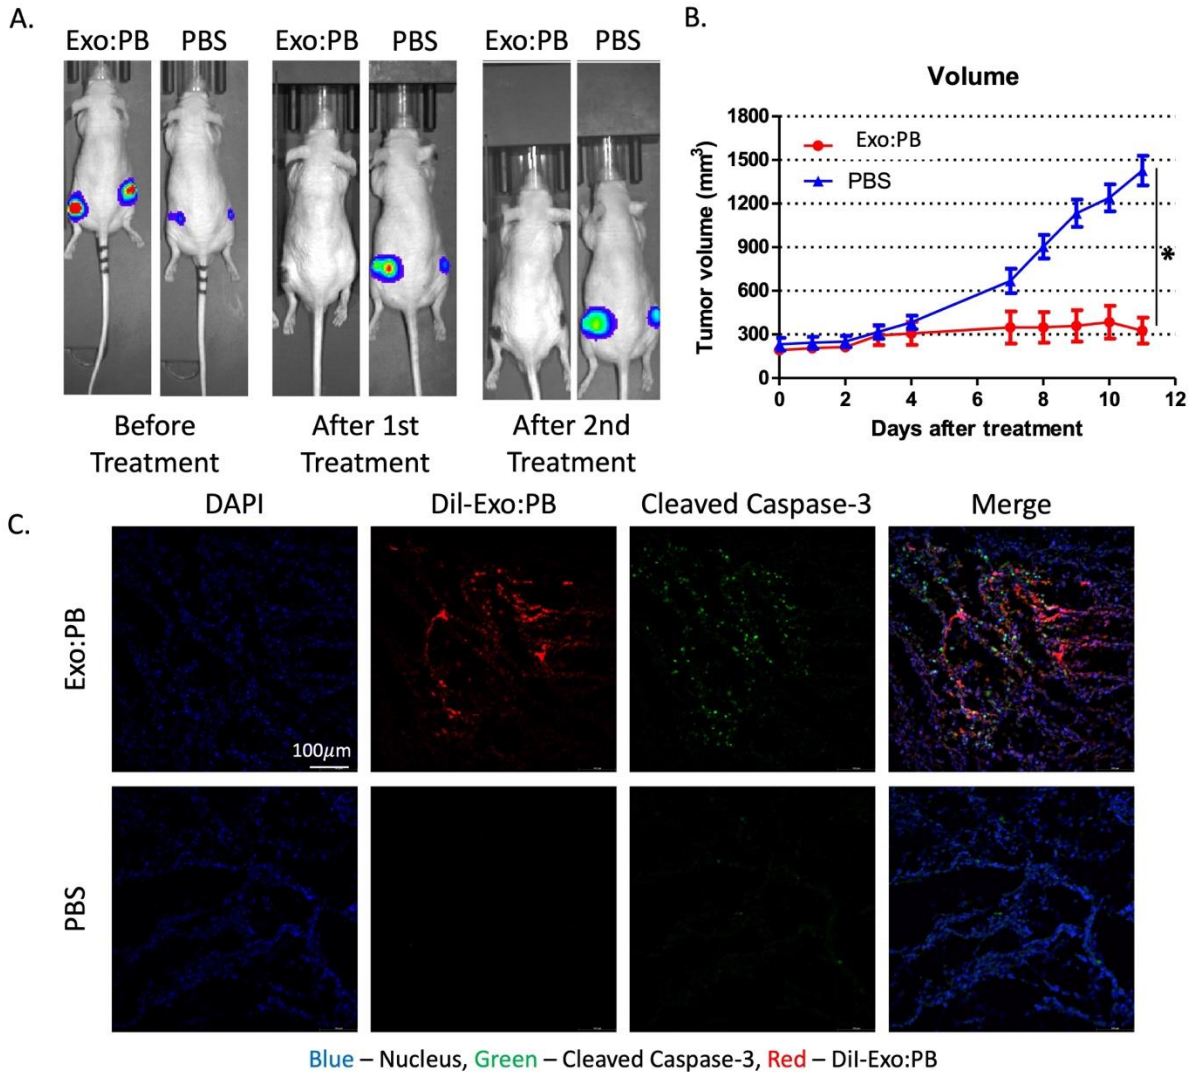 A.
Exo:PB PBS Exo:PB PBS Exo:PB PBS
Before
Treatment
After 1st
Treatment
After 2nd
Treatment
B.
Volume
Tumor volume (mm³)
1800
1500
1200
900
600
300
0
Exo:PB
PBS
*
0 2 4 6 8 10 12
Days after treatment
C.
DAPI Dil-Exo:PB Cleaved Caspase-3 Merge
Exo:PB
100μm
PBS
Blue – Nucleus, Green – Cleaved Caspase-3, Red – Dil-Exo:PB